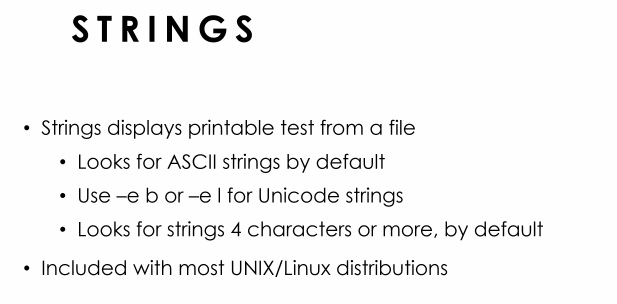 STRINGS
• Strings displays printable test from a file
• Looks for ASCII strings by default
• Use –e b or –e l for Unicode strings
• Looks for strings 4 characters or more, by default
• Included with most UNIX/Linux distributions